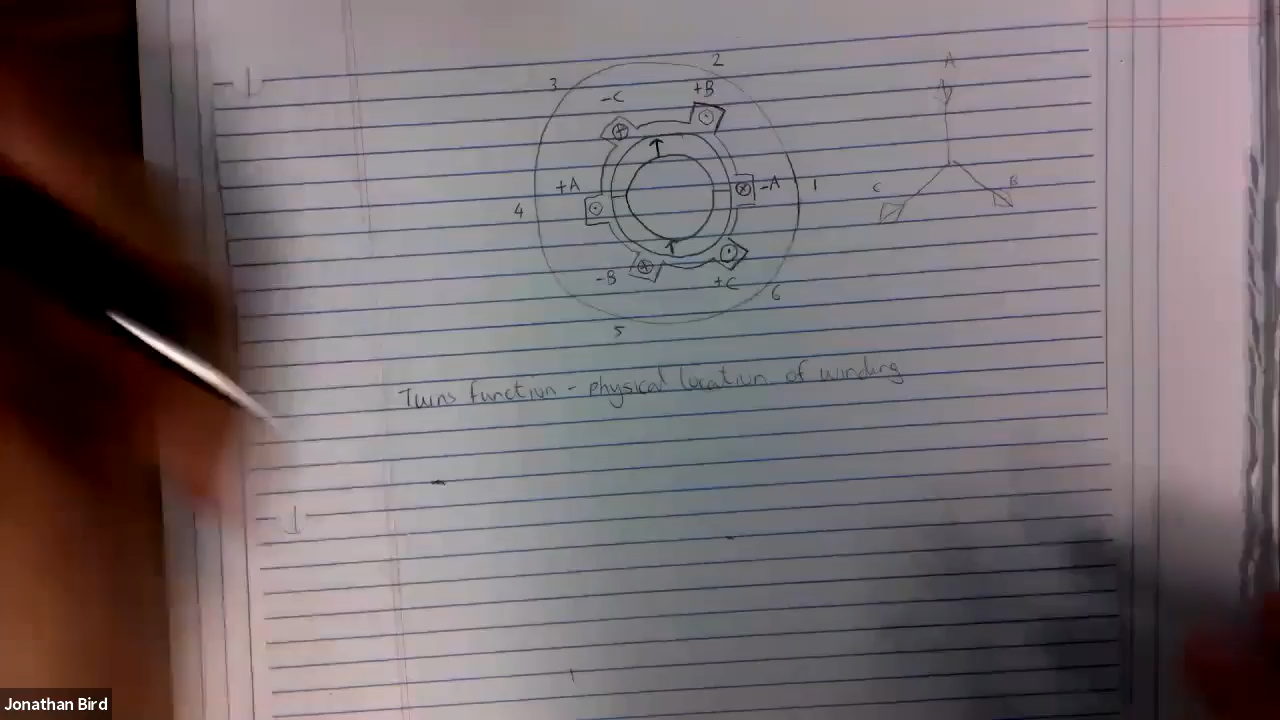 A
2
3
+B
-C
+A
-A
1
C
B
4
-B
+C
6
5
Turns function - physical location of winding
Jonathan Bird